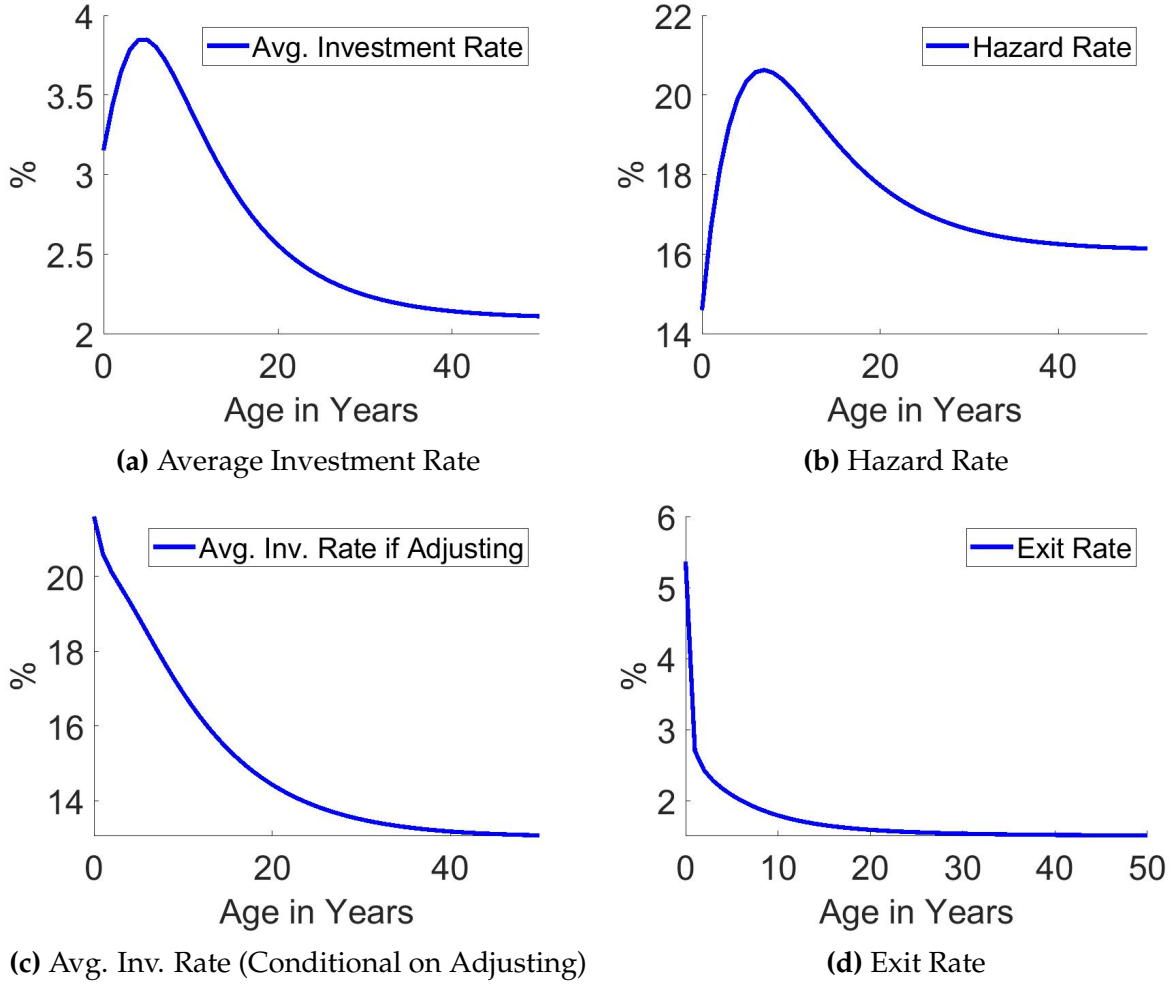 4
3.5
3
2.5
2
%
Avg. Investment Rate
0 20 40
Age in Years
(a) Average Investment Rate
22
20
18
16
14
%
Hazard Rate
0 20 40
Age in Years
(b) Hazard Rate
20
18
16
14
%
Avg. Inv. Rate if Adjusting
0 20 40
Age in Years
(c) Avg. Inv. Rate (Conditional on Adjusting)
6
5
4
3
2
%
Exit Rate
0 10 20 30 40 50
Age in Years
(d) Exit Rate